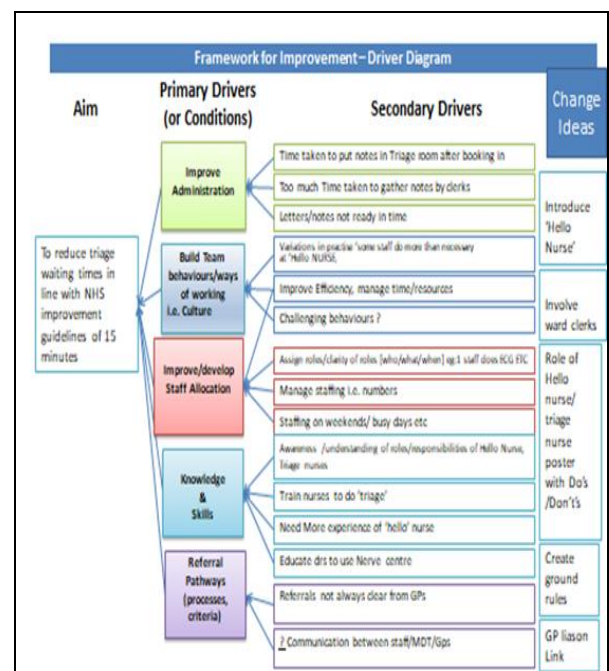 Framework for Improvement – Driver Diagram
Aim
Primary Drivers
(or Conditions)
Secondary Drivers
Change
Ideas
To reduce triage
waiting times in
line with NHS
improvement
guidelines of 15
minutes
Improve
Administration
Build Team
behaviours/ways
of working
i.e. Culture
Improve/develop
Staff Allocation
Knowledge
&
Skills
Referral
Pathways
(processes,
criteria)
Time taken to put notes in Triage room after booking in
Too much Time taken to gather notes by clerks
Letters/notes not ready in time
Variations in practise 'some staff do more than necessary
at 'Hello NURSE,
Improve Efficiency, manage time/resources
Challenging behaviours ?
Assign roles/clarity of roles [who/what/when] eg:1 staff does ECG ETC
Manage staffing i.e. numbers
Staffing on weekends/ busy days etc
Awareness /understanding of roles/responsibilities of Hello Nurse,
Triage nurses
Train nurses to do 'triage'
Need More experience of 'hello' nurse
Educate drs to use Nerve centre
Referrals not always clear from GPs
? Communication between staff/MDT/Gps
Introduce
'Hello
Nurse'
Involve
ward clerks
Role of
Hello
nurse/
triage
nurse
poster
with Do's
/Don't's
Create
ground
rules
GP liason
Link